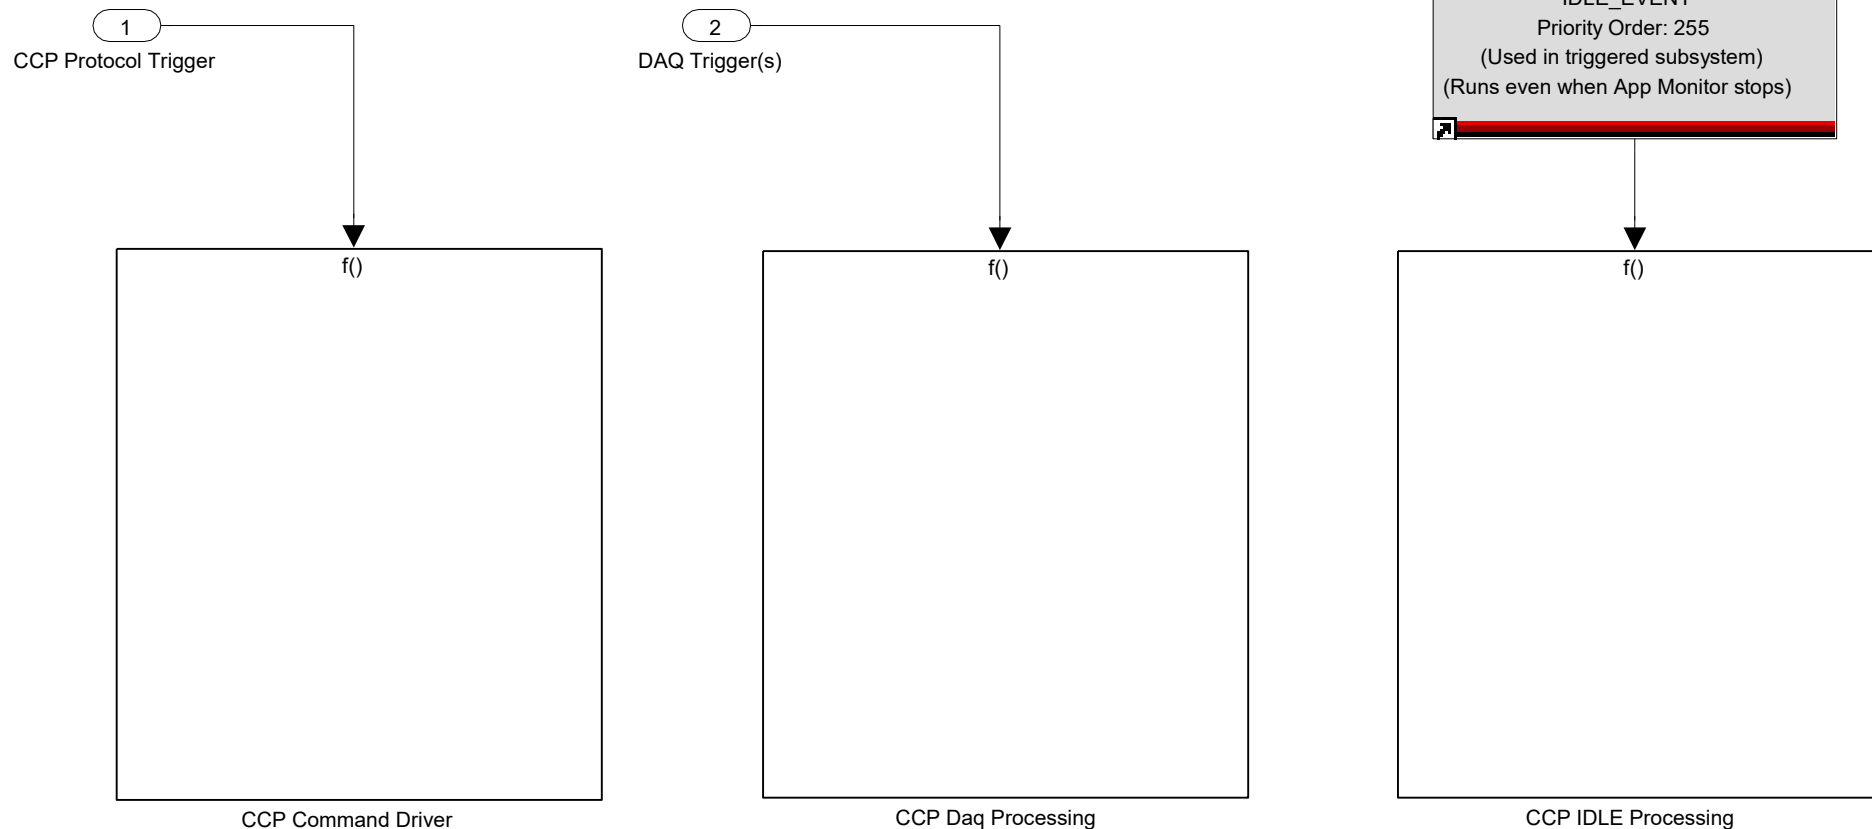 1
CCP Protocol Trigger
2
DAQ Trigger(s)
IDLE_EVENT
Priority Order: 255
(Used in triggered subsystem)
(Runs even when App Monitor stops)
f()
f()
f()
CCP Command Driver
CCP Daq Processing
CCP IDLE Processing